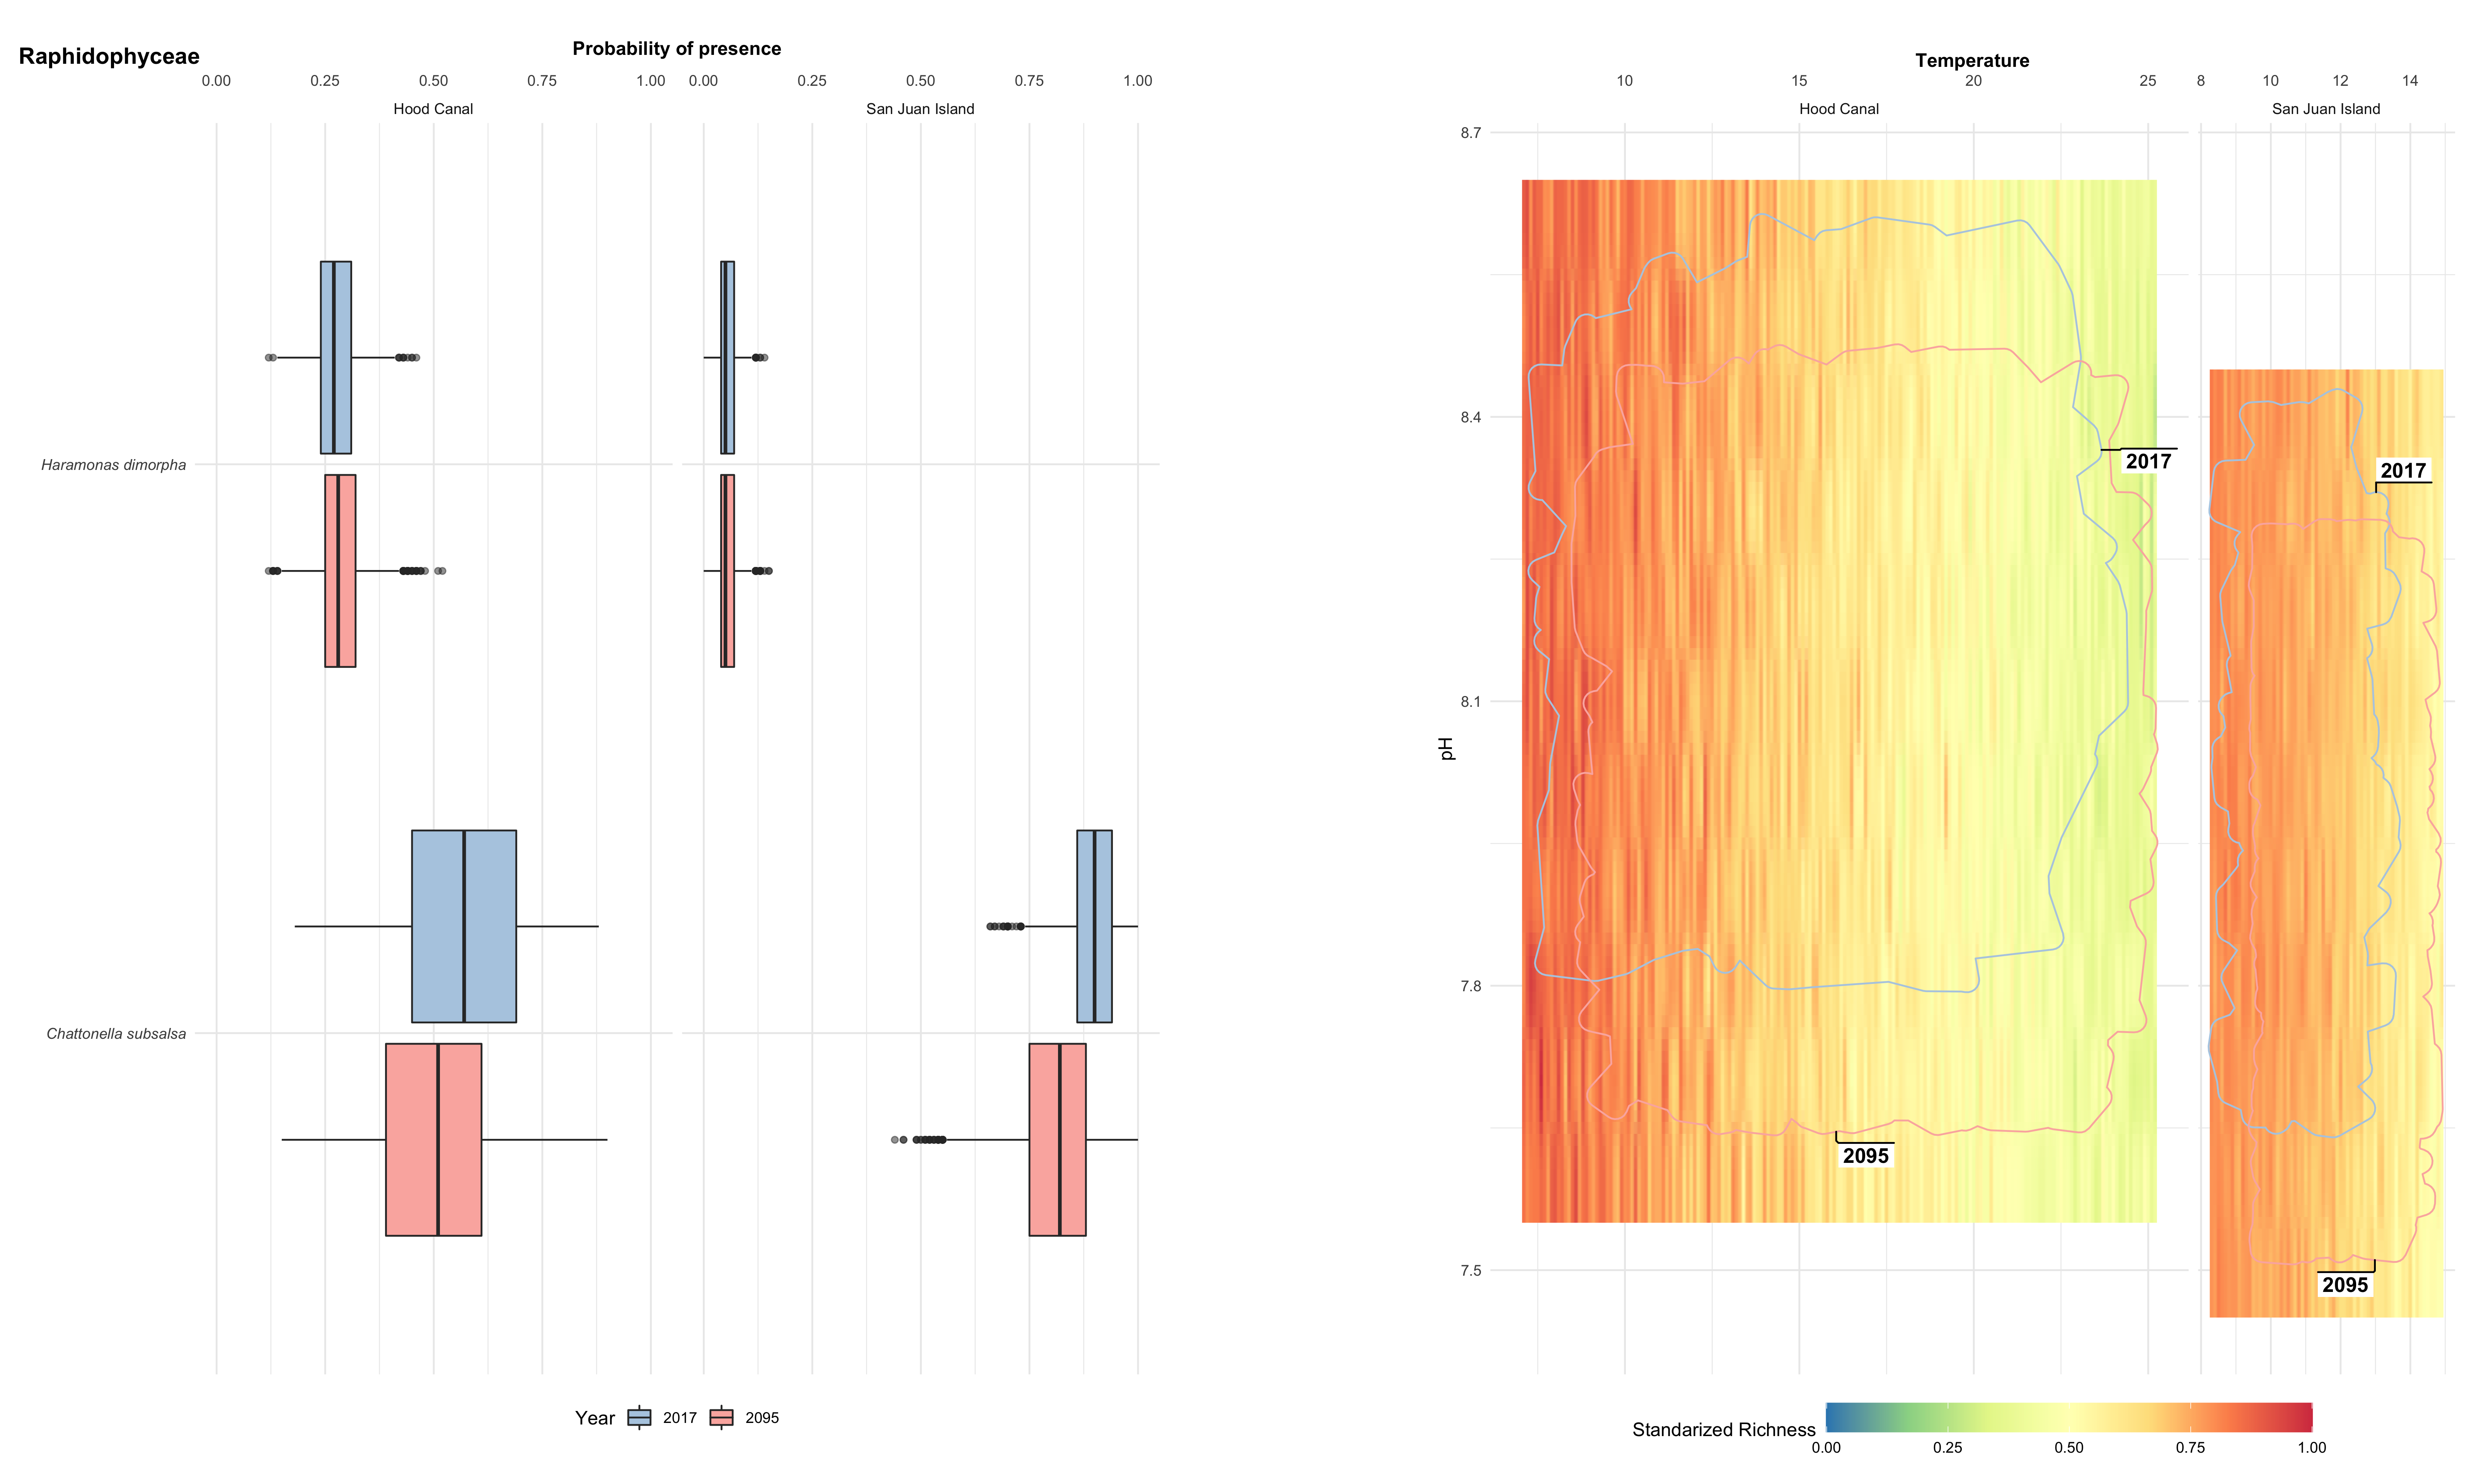 Raphidophyceae
Probability of presence
0.00 0.25 0.50 0.75 1.00 0.00 0.25 0.50 0.75 1.00
Hood Canal San Juan Island
Haramonas dimorpha
Chattonella subsalsa
Year 2017 2095
Temperature
10 15 20 25 8 10 12 14
Hood Canal San Juan Island
8.7
8.4
8.1
7.8
7.5
pH
2017
2017
2095
2095
Standarized Richness
0.00 0.25 0.50 0.75 1.00